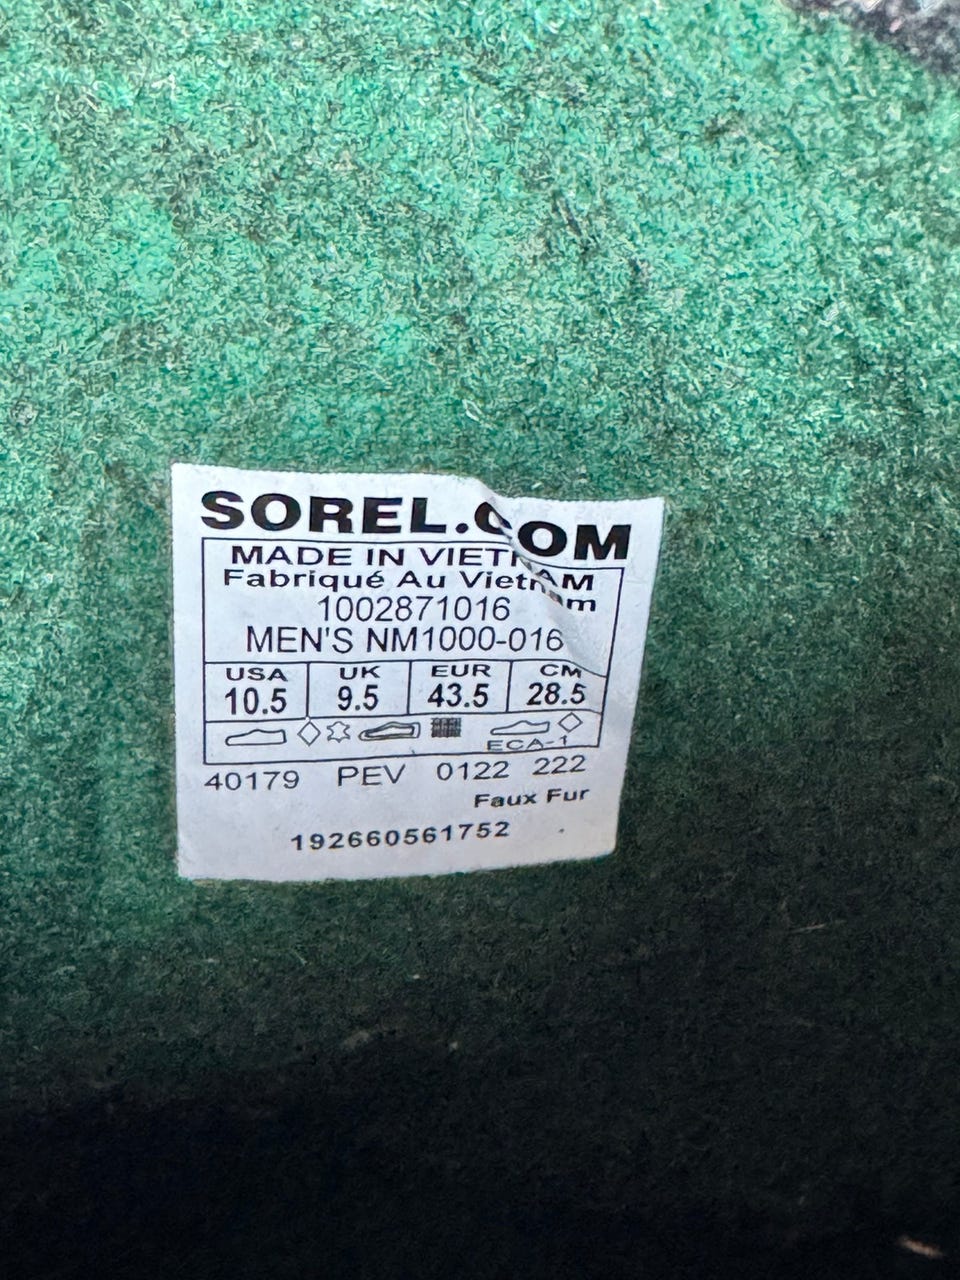 SOREL.COM
MADE IN VIETNAM
Fabriqué Au Vietnam
1002871016
MEN'S NM1000-016
USA UK EUR CM
10.5 9.5 43.5 28.5
ECA-1
40179 PEV 0122 222
Faux Fur
192660561752